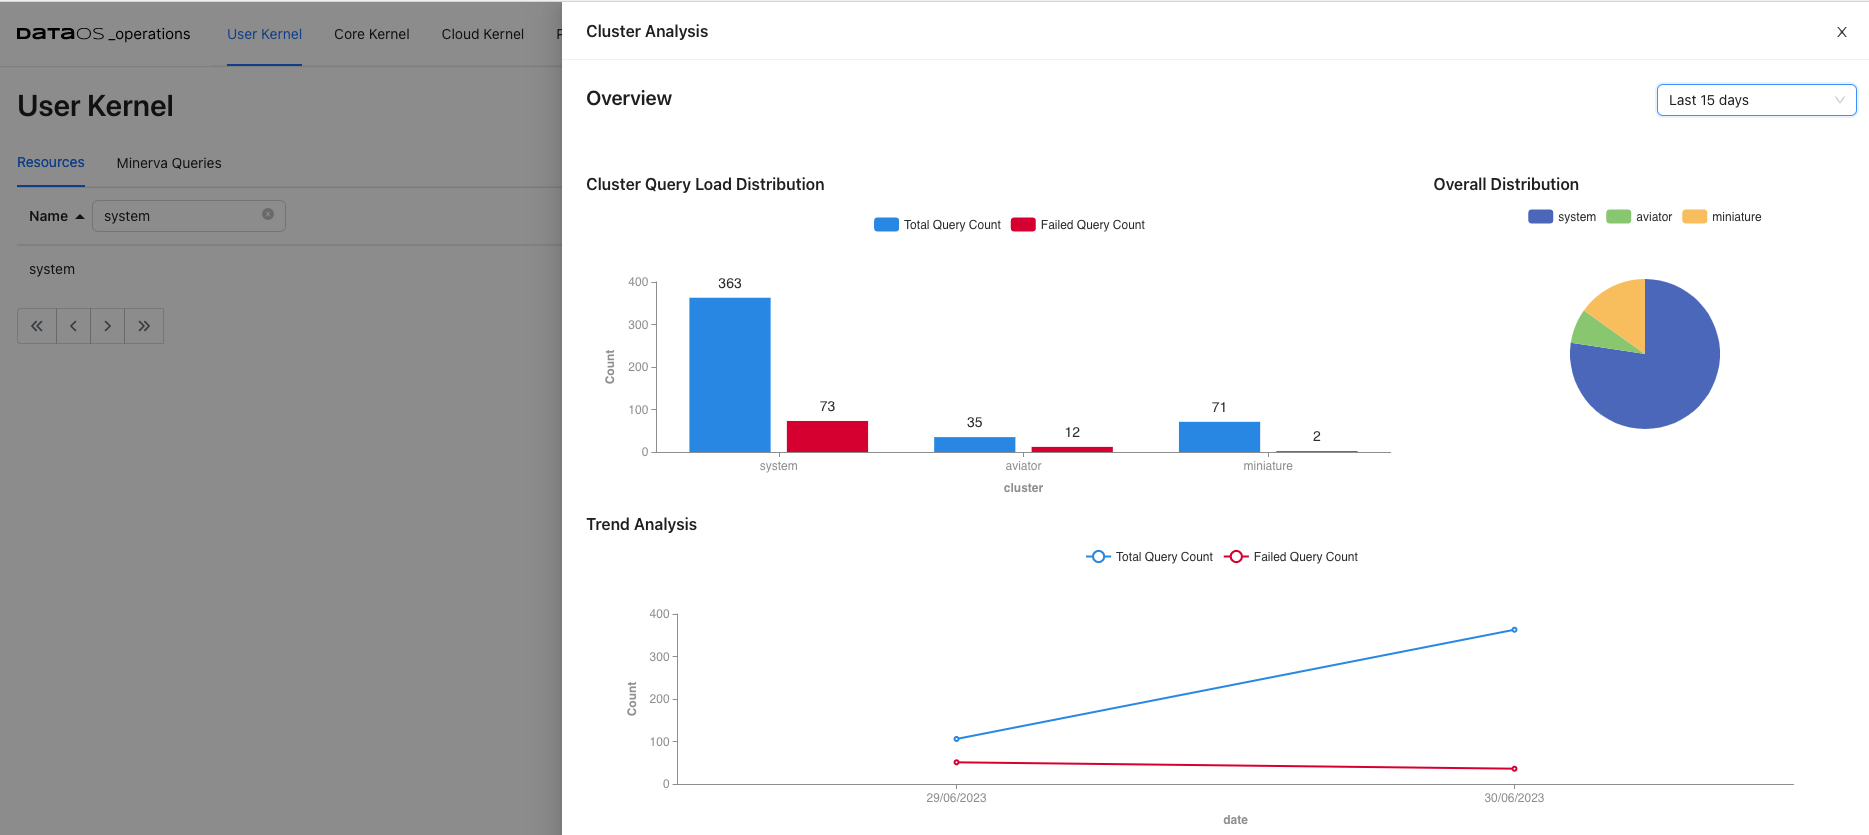 DATAOS _operations
User Kernel
Core Kernel
Cloud Kernel
User Kernel
Resources
Minerva Queries
Name
system
system
Cluster Analysis
X
Overview
Last 15 days
Cluster Query Load Distribution
Total Query Count
Failed Query Count
400
300
200
100
0
Count
363
73
35
12
71
2
system
aviator
miniature
cluster
Overall Distribution
system
aviator
miniature
Trend Analysis
Total Query Count
Failed Query Count
400
300
200
100
0
Count
29/06/2023
30/06/2023
date